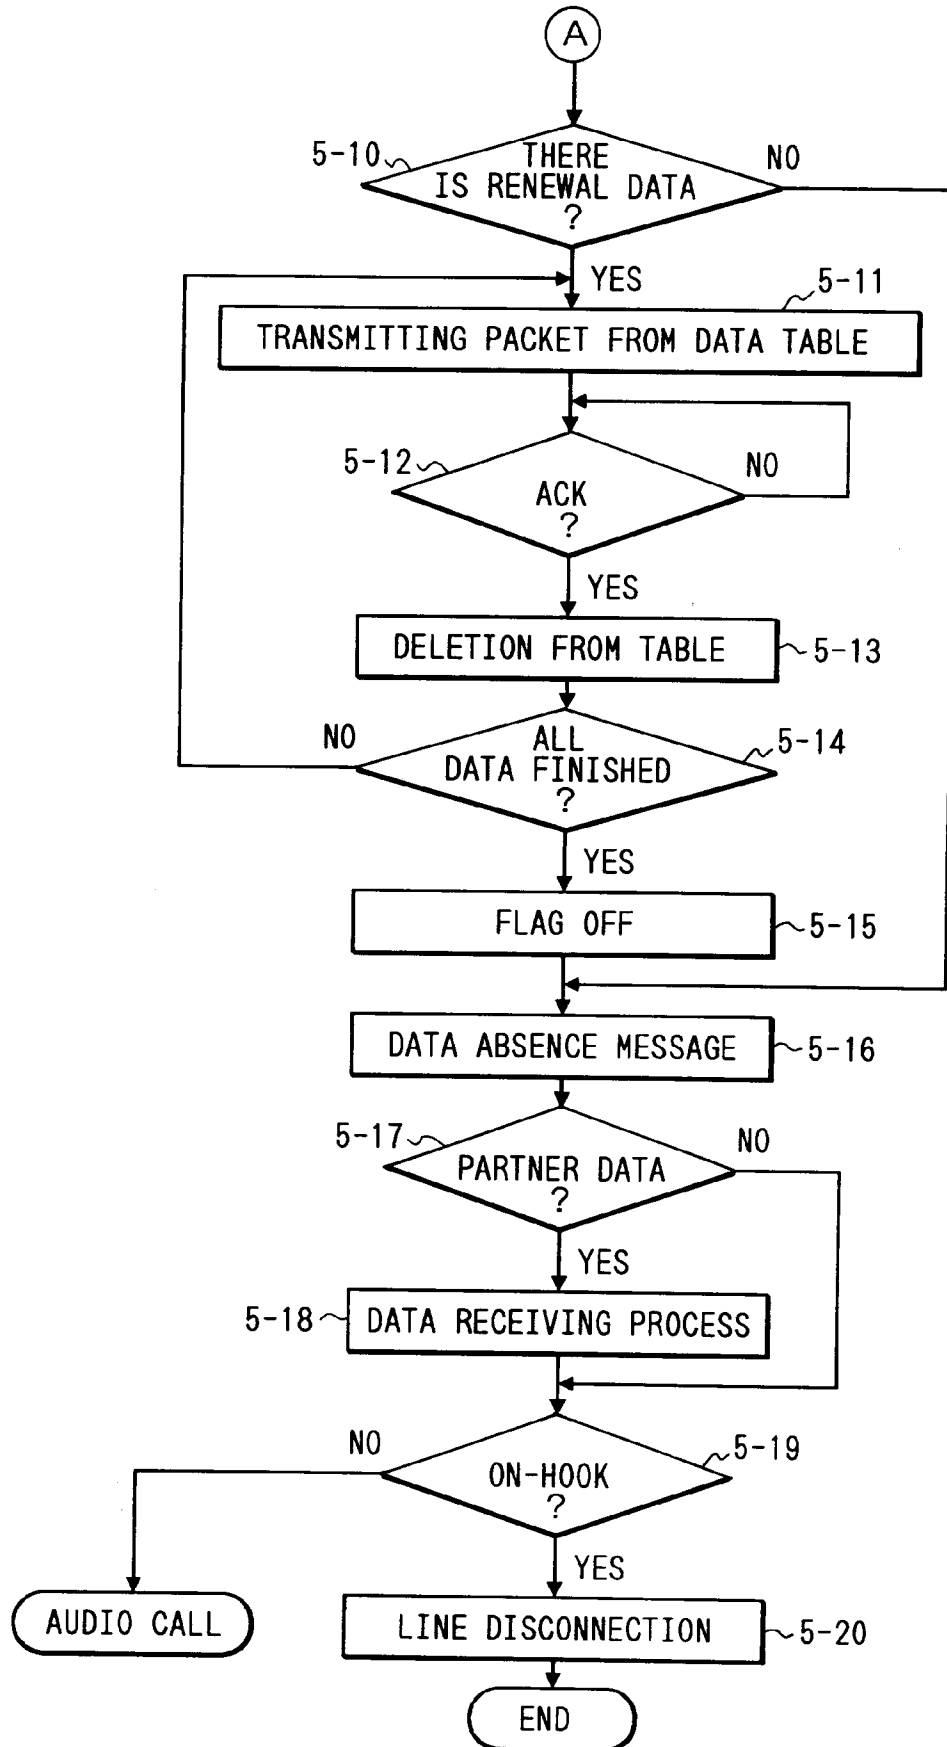 A
5-10
THERE
IS RENEWAL DATA
?
NO
YES
5-11
TRANSMITTING PACKET FROM DATA TABLE
5-12
ACK
?
NO
YES
DELETION FROM TABLE
5-13
NO
ALL
DATA FINISHED
?
5-14
YES
FLAG OFF
5-15
DATA ABSENCE MESSAGE
5-16
5-17
PARTNER DATA
?
NO
YES
5-18
DATA RECEIVING PROCESS
NO
ON-HOOK
?
5-19
YES
AUDIO CALL
LINE DISCONNECTION
5-20
END